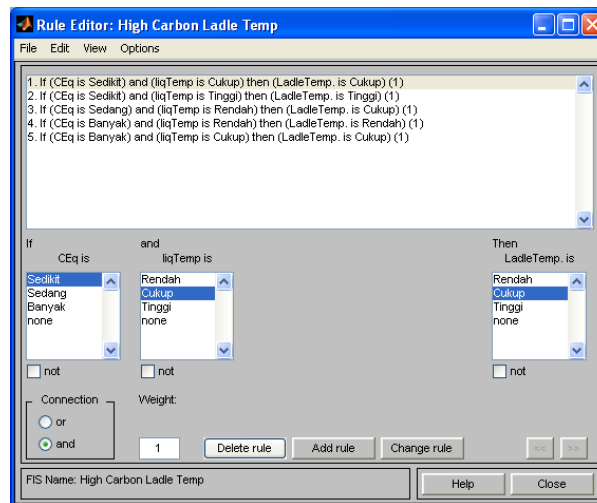 Rule Editor: High Carbon Ladle Temp
File Edit View Options
1. If (CEq is Sedikit) and (liqTemp is Cukup) then (LadleTemp. is Cukup) (1)
2. If (CEq is Sedikit) and (liqTemp is Tinggi) then (LadleTemp. is Tinggi) (1)
3. If (CEq is Sedang) and (liqTemp is Rendah) then (LadleTemp. is Cukup) (1)
4. If (CEq is Banyak) and (liqTemp is Rendah) then (LadleTemp. is Rendah) (1)
5. If (CEq is Banyak) and (liqTemp is Cukup) then (LadleTemp. is Cukup) (1)
If and Then
CEq is liqTemp is LadleTemp. is
Sedikit Rendah Rendah
Sedang Cukup Cukup
Banyak Tinggi Tinggi
none none none
not not not
Connection Weight:
or
and 1 Delete rule Add rule Change rule << >>
FIS Name: High Carbon Ladle Temp Help Close